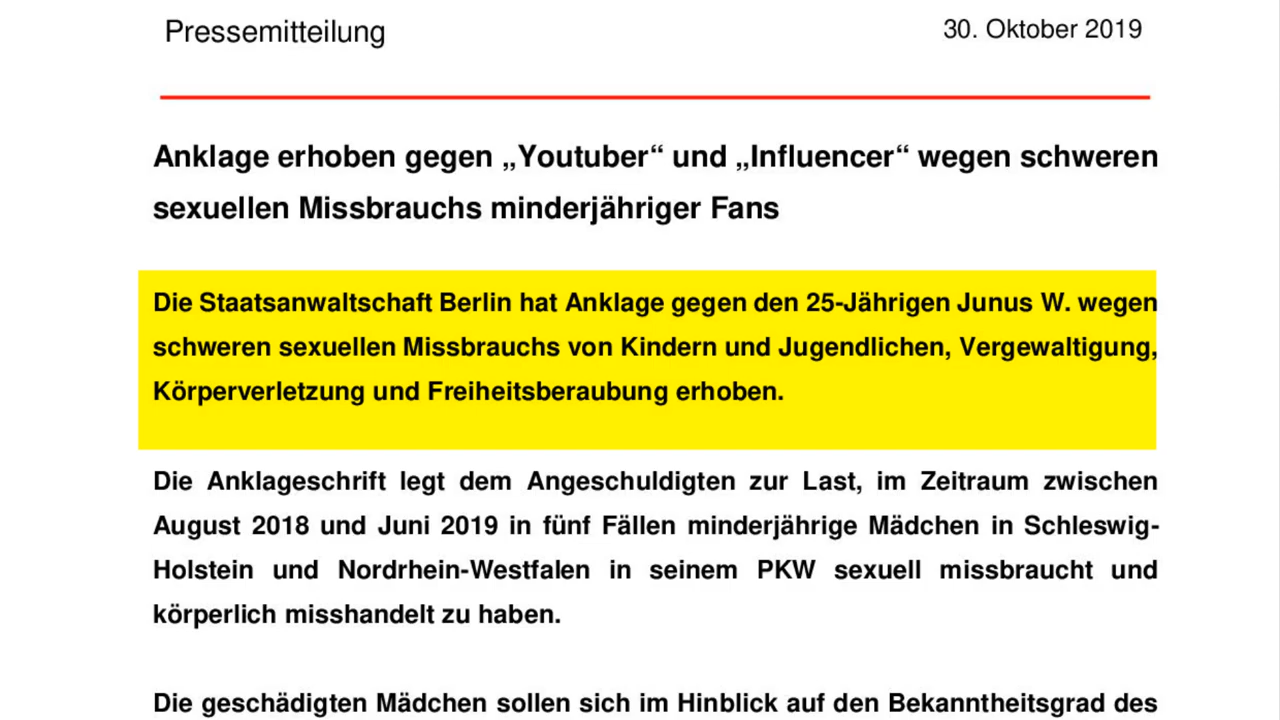 Pressemitteilung
30. Oktober 2019
Anklage erhoben gegen „Youtuber“ und „Influencer“ wegen schweren
sexuellen Missbrauchs minderjähriger Fans
Die Staatsanwaltschaft Berlin hat Anklage gegen den 25-Jährigen Junus W. wegen
schweren sexuellen Missbrauchs von Kindern und Jugendlichen, Vergewaltigung,
Körperverletzung und Freiheitsberaubung erhoben.
Die Anklageschrift legt dem Angeschuldigten zur Last, im Zeitraum zwischen
August 2018 und Juni 2019 in fünf Fällen minderjährige Mädchen in Schleswig-
Holstein und Nordrhein-Westfalen in seinem PKW sexuell missbraucht und
körperlich misshandelt zu haben.
Die geschädigten Mädchen sollen sich im Hinblick auf den Bekanntheitsgrad des